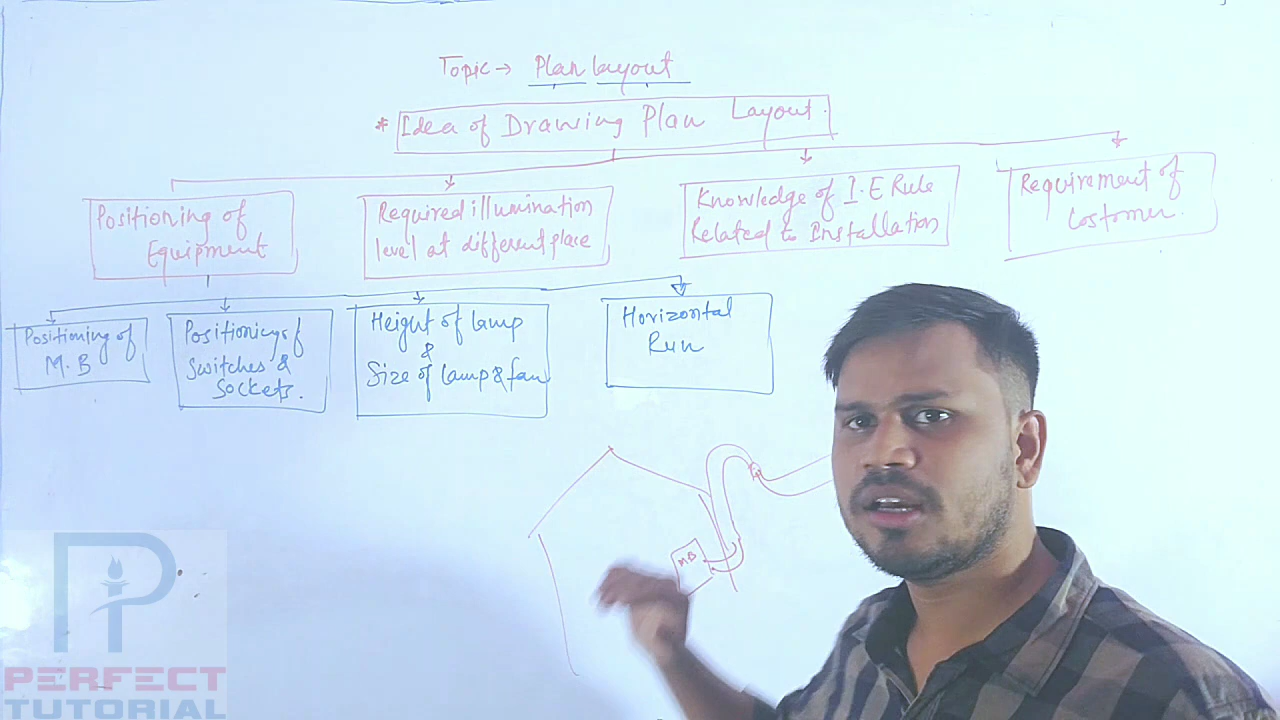 Topic → Plan layout
* Idea of Drawing Plan Layout.
Positioning of
Equipment
Required illumination
level at different place
Knowledge of I.E Rule
Related to Installation
Requirement of
Costomer.
Positioning of
M.B
Positioning of
Switches &
Sockets.
Height of lamp
&
Size of lamp & fan
Horizontal
Run
M.B
PERFECT
TUTORIAL